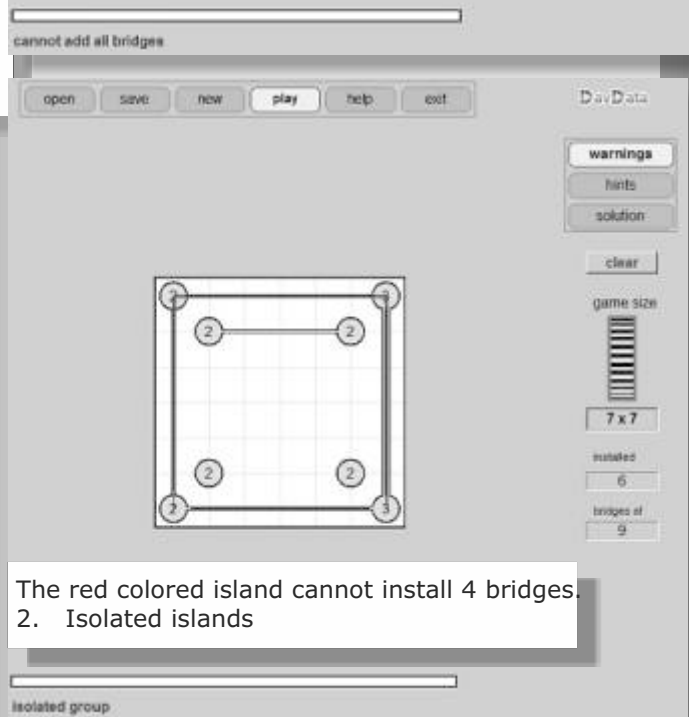 cannot add all bridges
open save new play help exit DavData
warnings
hints
solution
clear
game size
2 3
2 2
7 x 7
installed
2 2
6
bridges of
2 3
9
The red colored island cannot install 4 bridges.
2. Isolated islands
isolated group